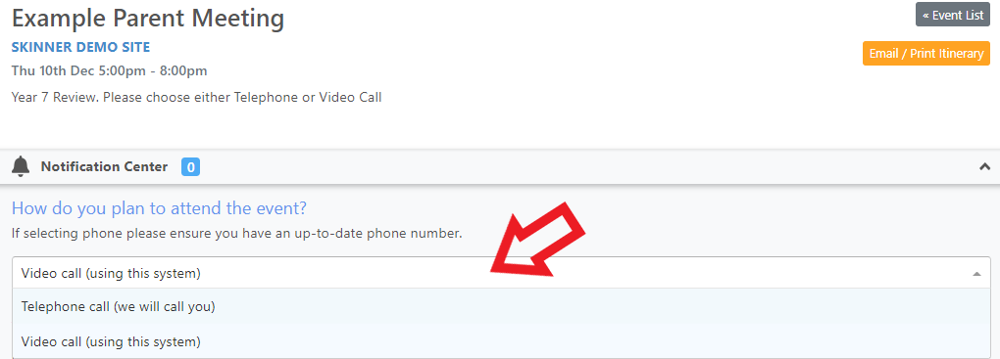 Example Parent Meeting
« Event List
SKINNER DEMO SITE
Email / Print Itinerary
Thu 10th Dec 5:00pm - 8:00pm
Year 7 Review. Please choose either Telephone or Video Call
Notification Center 0
How do you plan to attend the event?
If selecting phone please ensure you have an up-to-date phone number.
Video call (using this system)
Telephone call (we will call you)
Video call (using this system)